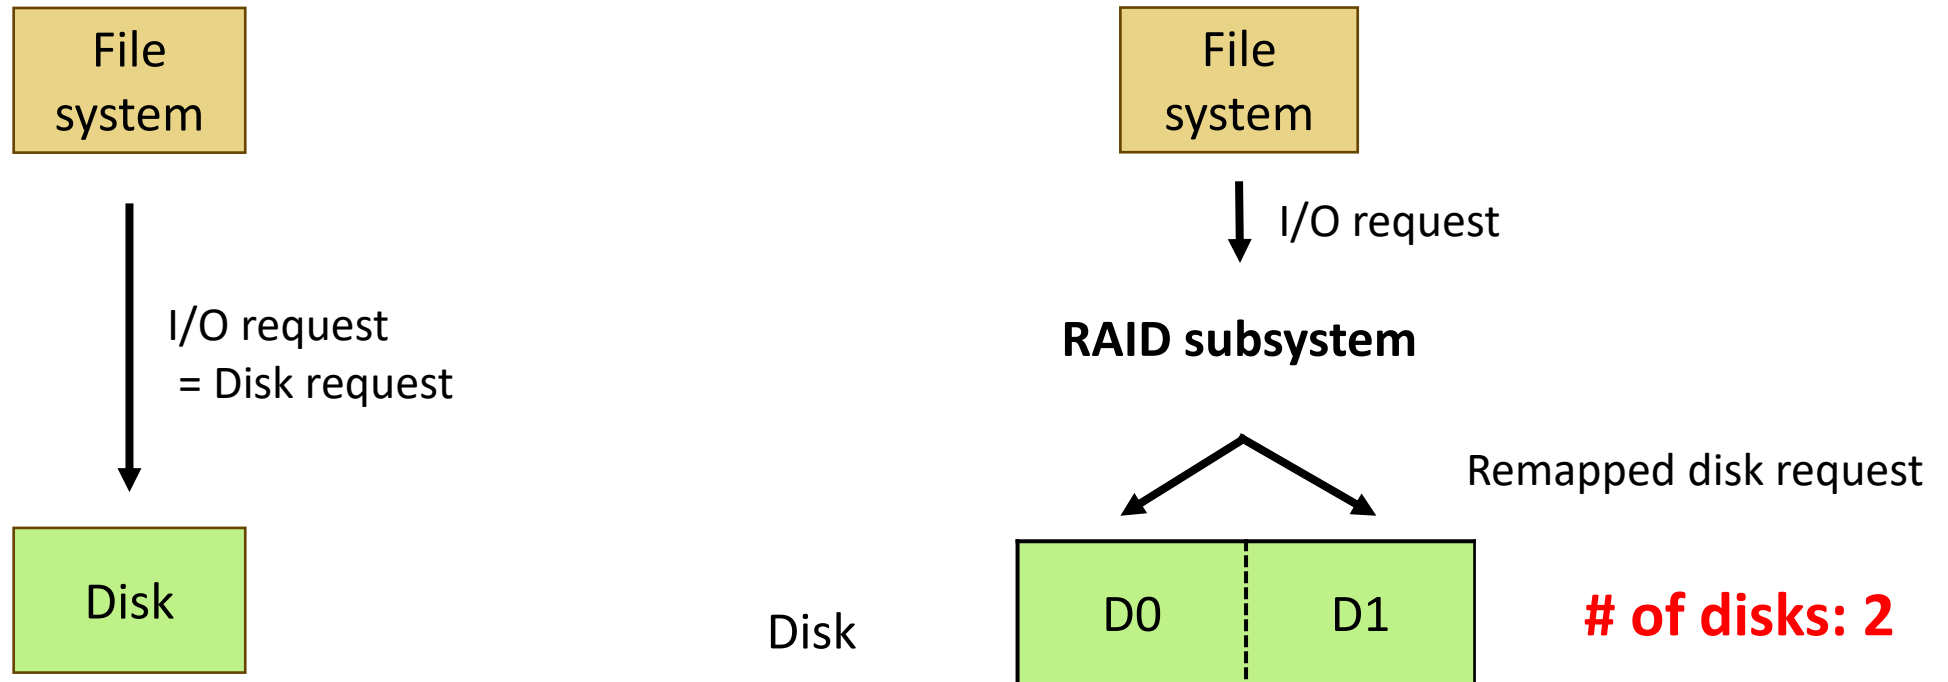 File
system
I/O request
= Disk request
Disk
File
system
I/O request
RAID subsystem
Remapped disk request
Disk
D0
D1
# of disks: 2